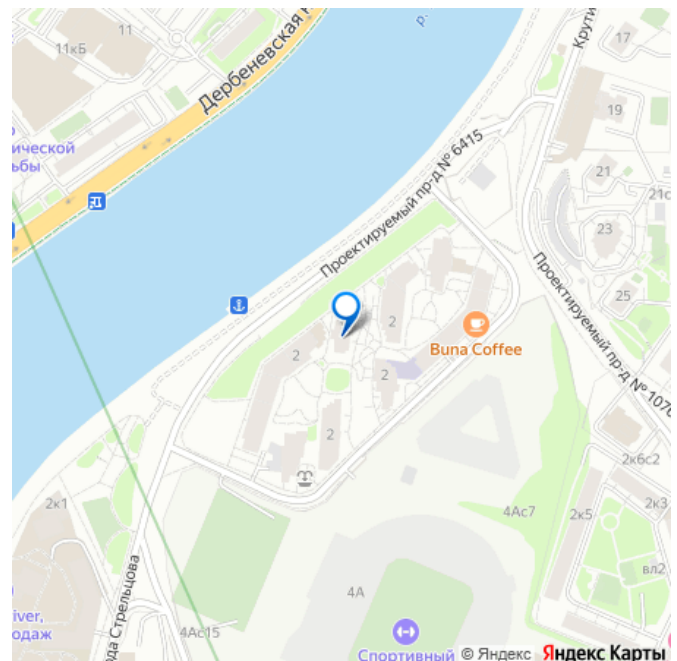 11кБ
11
Дербеневская
р.
Крути
17
19
ической
ьбы
21
21с
Проектируемый пр-д № 6415
23
25
Проектируемый пр-д № 1070
2
Buna Coffee
2
2
2
2к6с2
2к1
4Ас7
2к5
2к3
вл2
ода Стрельцова
4А
iver,
одаж
4Ас15
Спортивный
© Яндекс
Яндекс Карты